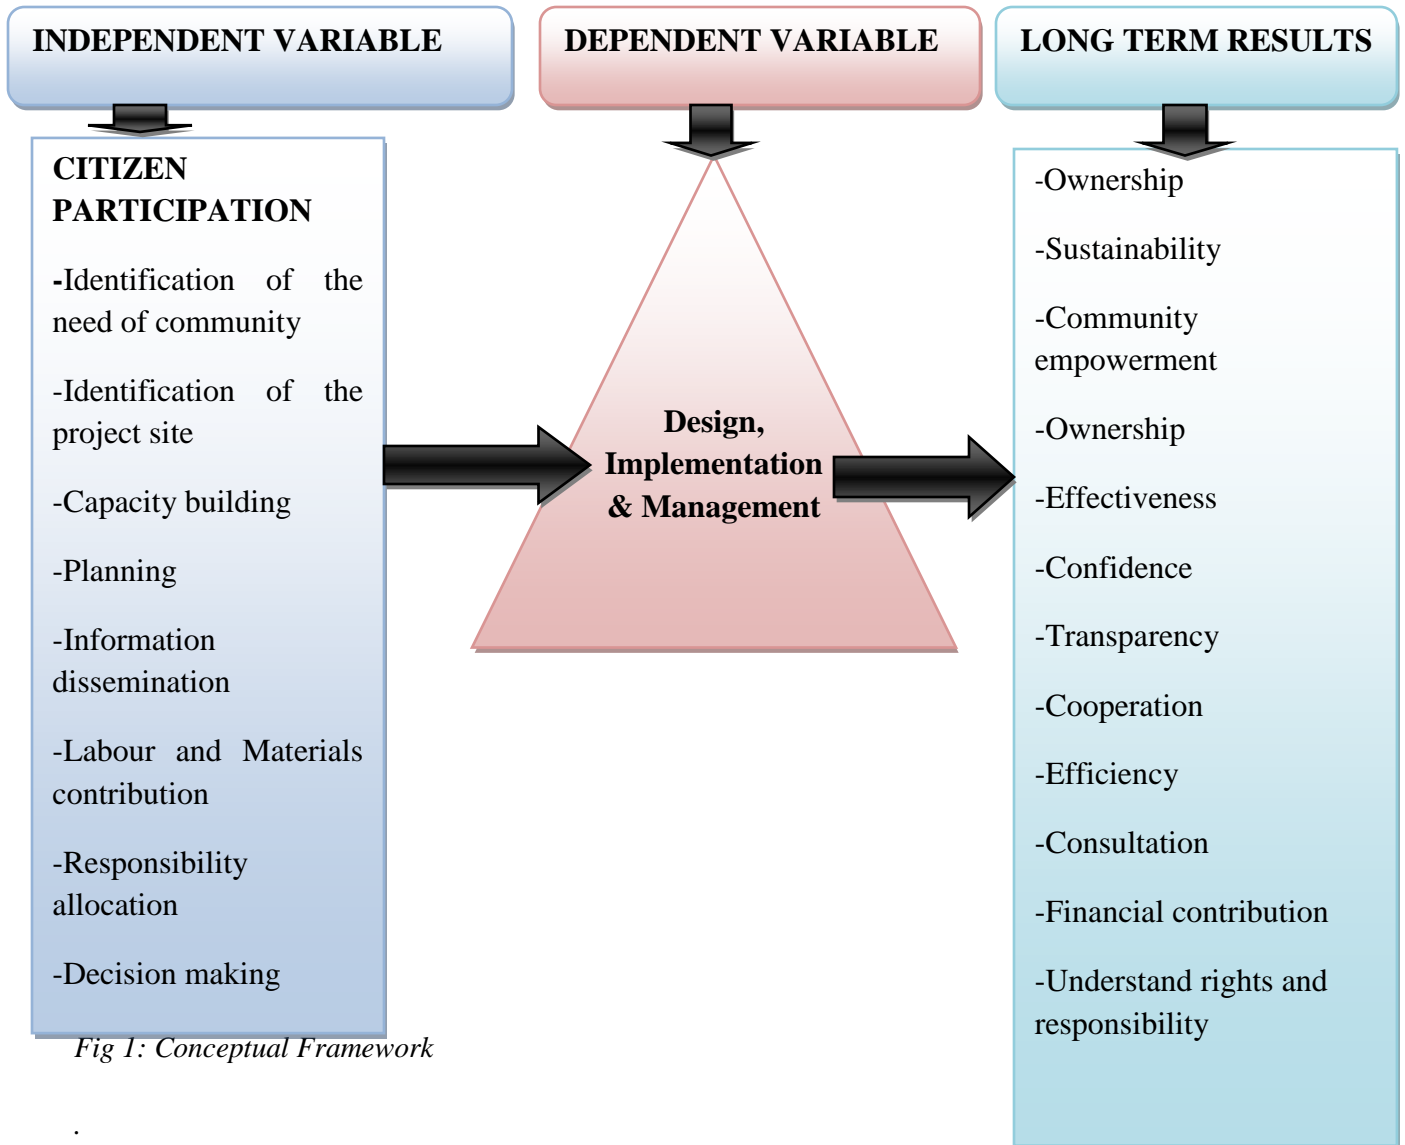 INDEPENDENT VARIABLE
DEPENDENT VARIABLE
LONG TERM RESULTS
CITIZEN
PARTICIPATION
-Identification of the
need of community
-Identification of the
project site
-Capacity building
-Planning
-Information
dissemination
-Labour and Materials
contribution
-Responsibility
allocation
-Decision making
Design,
Implementation
& Management
-Ownership
-Sustainability
-Community
empowerment
-Ownership
-Effectiveness
-Confidence
-Transparency
-Cooperation
-Efficiency
-Consultation
-Financial contribution
-Understand rights and
responsibility
Fig 1: Conceptual Framework
.